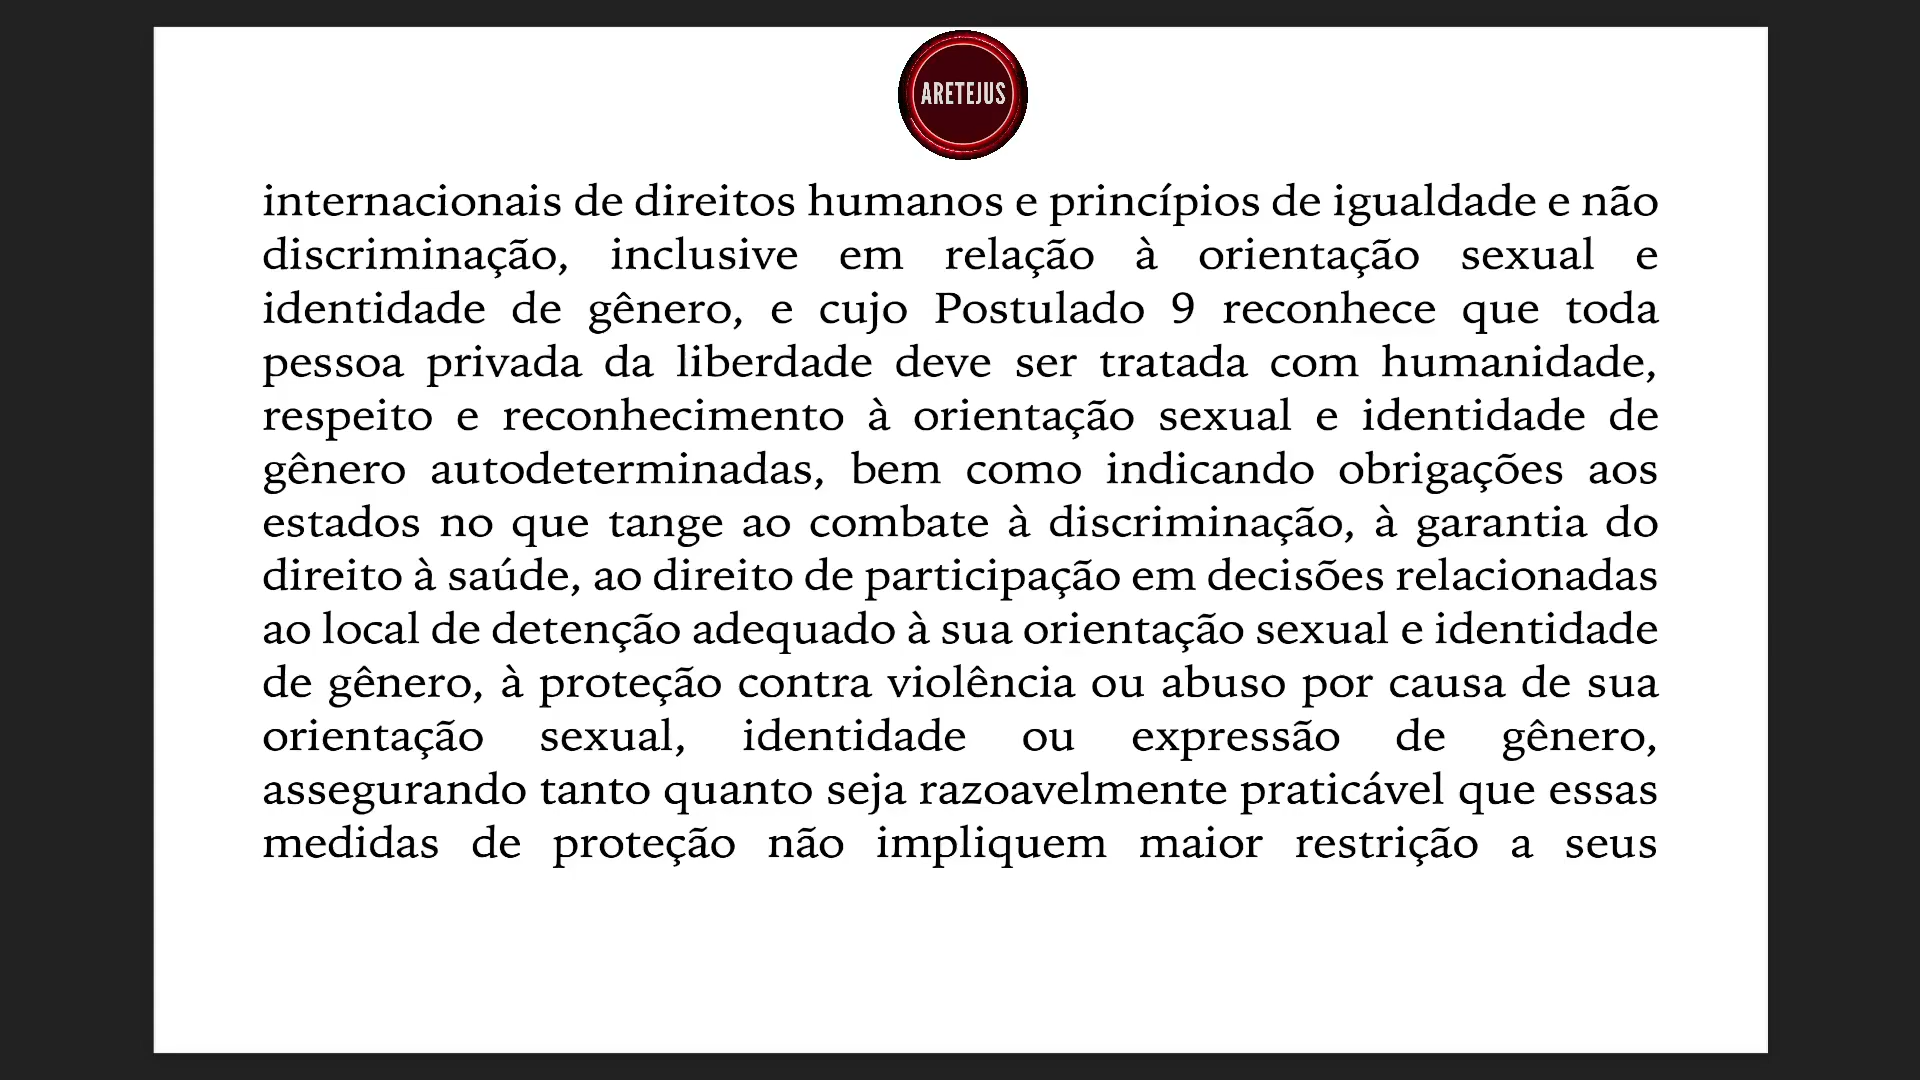 ARETEJUS
internacionais de direitos humanos e princípios de igualdade e não
discriminação, inclusive em relação à orientação sexual e
identidade de gênero, e cujo Postulado 9 reconhece que toda
pessoa privada da liberdade deve ser tratada com humanidade,
respeito e reconhecimento à orientação sexual e identidade de
gênero autodeterminadas, bem como indicando obrigações aos
estados no que tange ao combate à discriminação, à garantia do
direito à saúde, ao direito de participação em decisões relacionadas
ao local de detenção adequado à sua orientação sexual e identidade
de gênero, à proteção contra violência ou abuso por causa de sua
orientação sexual, identidade ou expressão de gênero,
assegurando tanto quanto seja razoavelmente praticável que essas
medidas de proteção não impliquem maior restrição a seus